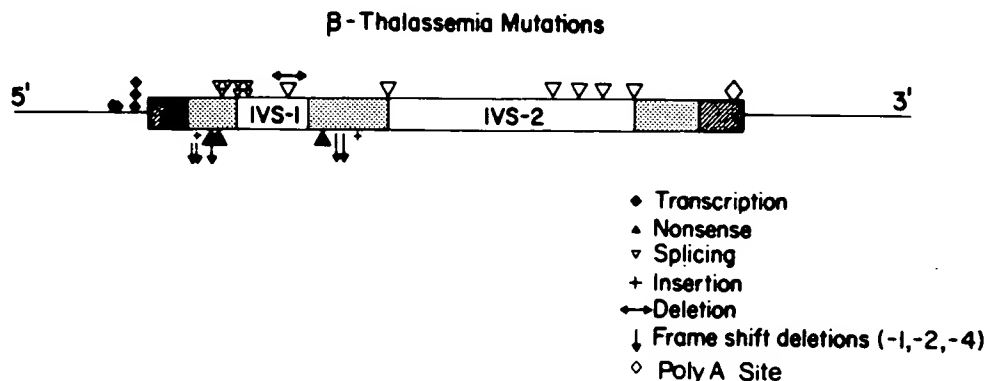 β-Thalassemia Mutations
5' 3'
IVS-1 IVS-2
Transcription
Nonsense
Splicing
Insertion
Deletion
Frame shift deletions (-1,-2,-4)
Poly A Site